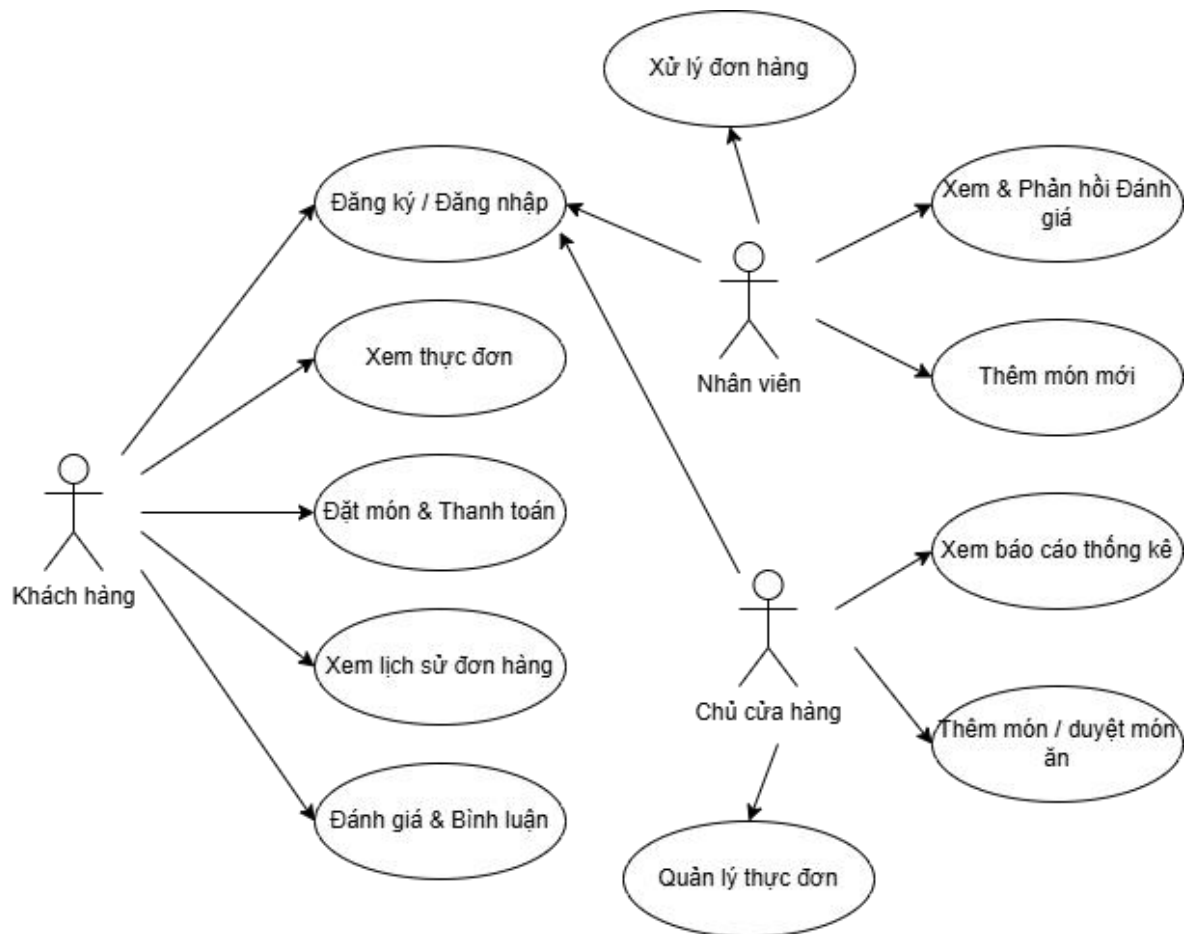 Xử lý đơn hàng
Đăng ký / Đăng nhập
Xem & Phản hồi Đánh
giá
Xem thực đơn
Nhân viên
Thêm món mới
Đặt món & Thanh toán
Khách hàng
Xem báo cáo thống kê
Xem lịch sử đơn hàng
Chủ cửa hàng
Thêm món / duyệt món
ăn
Đánh giá & Bình luận
Quản lý thực đơn